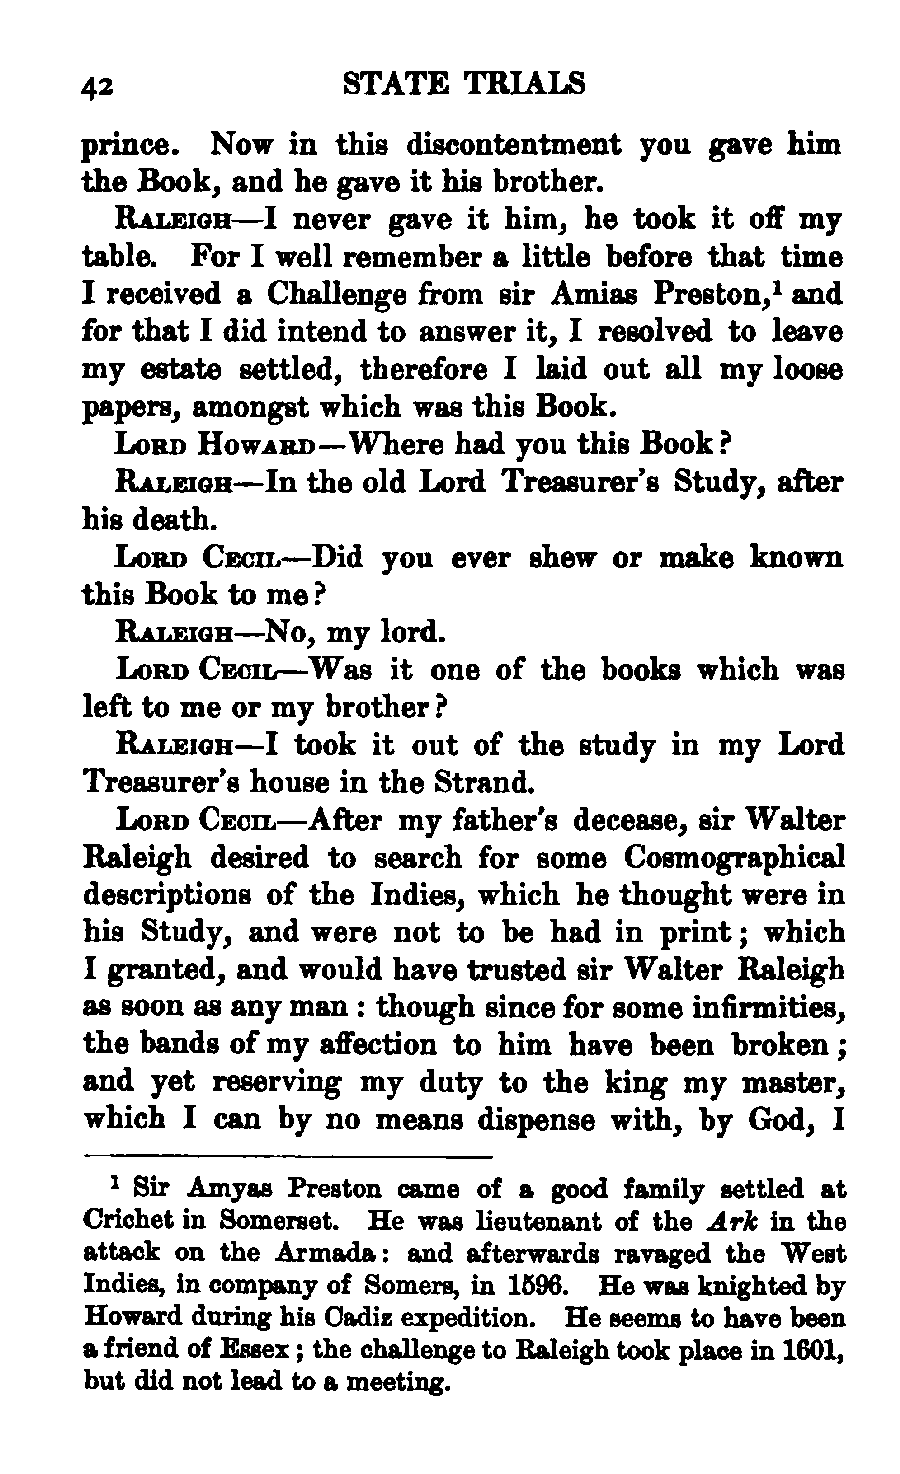 42 STATE TRIALS
prince. Now in this discontentment you gave him
the Book, and he gave it his brother.
RALEIGH—I never gave it him, he took it off my
table. For I well remember a little before that time
I received a Challenge from sir Amias Preston,¹ and
for that I did intend to answer it, I resolved to leave
my estate settled, therefore I laid out all my loose
papers, amongst which was this Book.
LORD HOWARD—Where had you this Book?
RALEIGH—In the old Lord Treasurer's Study, after
his death.
LORD CECIL—Did you ever shew or make known
this Book to me?
RALEIGH—No, my lord.
LORD CECIL—Was it one of the books which was
left to me or my brother?
RALEIGH—I took it out of the study in my Lord
Treasurer's house in the Strand.
LORD CECIL—After my father's decease, sir Walter
Raleigh desired to search for some Cosmographical
descriptions of the Indies, which he thought were in
his Study, and were not to be had in print; which
I granted, and would have trusted sir Walter Raleigh
as soon as any man: though since for some infirmities,
the bands of my affection to him have been broken;
and yet reserving my duty to the king my master,
which I can by no means dispense with, by God, I
¹ Sir Amyas Preston came of a good family settled at
Crichet in Somerset. He was lieutenant of the Ark in the
attack on the Armada: and afterwards ravaged the West
Indies, in company of Somers, in 1596. He was knighted by
Howard during his Cadiz expedition. He seems to have been
a friend of Essex; the challenge to Raleigh took place in 1601,
but did not lead to a meeting.